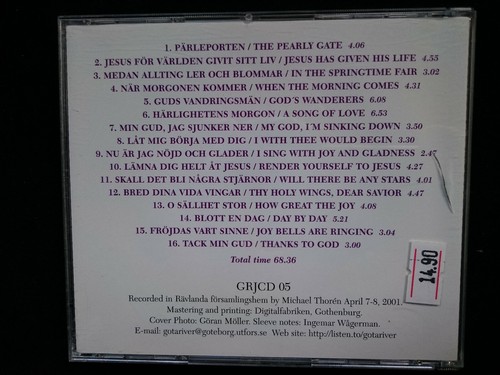 1. PÄRLEPORTEN / THE PEARLY GATE 4.06
2. JESUS FÖR VÄRLDEN GIVIT SITT LIV / JESUS HAS GIVEN HIS LIFE 4.55
3. MEDAN ALLTING LER OCH BLOMMAR / IN THE SPRINGTIME FAIR 3.02
4. NÄR MORGONEN KOMMER / WHEN THE MORNING COMES 4.31
5. GUDS VANDRINGSMÄN / GOD´S WANDERERS 6.08
6. HÄRLIGHETENS MORGON / A SONG OF LOVE 6.53
7. MIN GUD, JAG SJUNKER NER / MY GOD, I´M SINKING DOWN 3.50
8. LÅT MIG BÖRJA MED DIG / I WITH THEE WOULD BEGIN 3.30
9. NU ÄR JAG NÖJD OCH GLADER / I SING WITH JOY AND GLADNESS 2.47
10. LÄMNA DIG HELT ÅT JESUS / RENDER YOURSELF TO JESUS 4.27
11. SKALL DET BLI NÅGRA STJÄRNOR / WILL THERE BE ANY STARS 4.01
12. BRED DINA VIDA VINGAR / THY HOLY WINGS, DEAR SAVIOR 4.47
13. O SÄLLHET STOR / HOW GREAT THE JOY 4.08
14. BLOTT EN DAG / DAY BY DAY 5.21
15. FRÖJDAS VART SINNE / JOY BELLS ARE RINGING 3.04
16. TACK MIN GUD / THANKS TO GOD 3.00
Total time 68.36
14.90
GRJCD 05
Recorded in Rävlanda församlingshem by Michael Thorén April 7-8, 2001.
Mastering and printing: Digitalfabriken, Gothenburg.
Cover Photo: Göran Möller. Sleeve notes: Ingemar Wågerman.
E-mail: gotariver@goteborg.utfors.se Web site: http://listen.to/gotariver